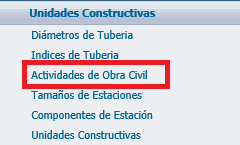 Unidades Constructivas
Diámetros de Tuberia
Indices de Tuberia
Actividades de Obra Civil
Tamaños de Estaciones
Componentes de Estación
Unidades Constructivas